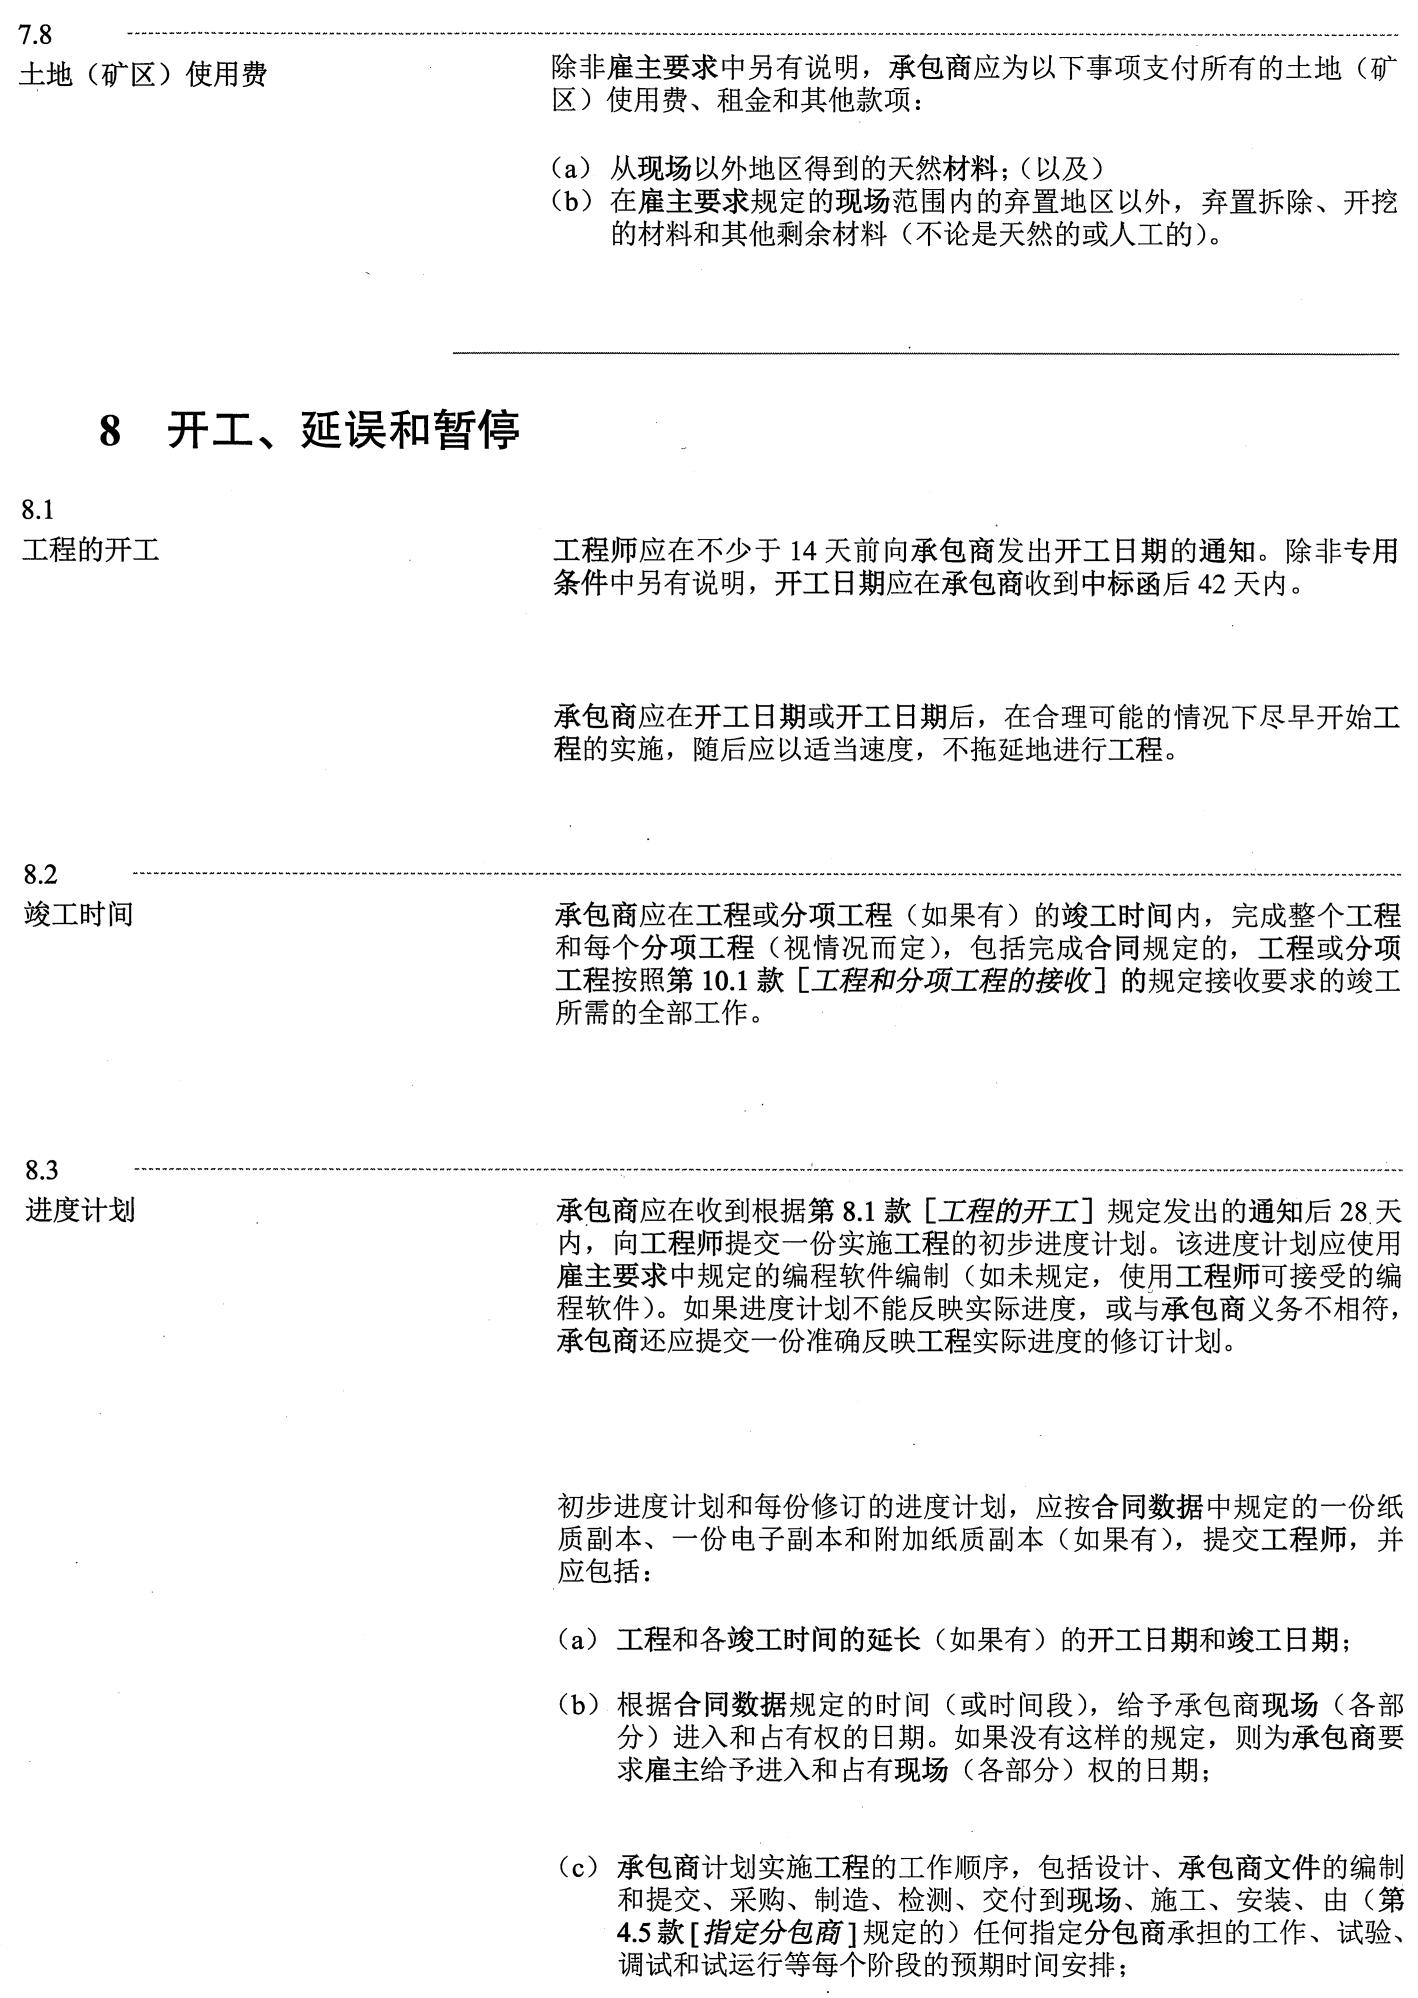 7.8
土地（矿区）使用费
除非雇主要求中另有说明，承包商应为以下事项支付所有的土地（矿
区）使用费、租金和其他款项：
（a） 从现场以外地区得到的天然材料；（以及）
（b） 在雇主要求规定的现场范围内的弃置地区以外，弃置拆除、开挖
的材料和其他剩余材料（不论是天然的或人工的）。
8 开工、延误和暂停
8.1
工程的开工
工程师应在不少于 14 天前向承包商发出开工日期的通知。除非专用
条件中另有说明，开工日期应在承包商收到中标函后 42 天内。
承包商应在开工日期或开工日期后，在合理可能的情况下尽早开始工
程的实施，随后应以适当速度，不拖延地进行工程。
8.2
竣工时间
承包商应在工程或分项工程（如果有）的竣工时间内，完成整个工程
和每个分项工程（视情况而定），包括完成合同规定的，工程或分项
工程按照第 10.1 款［工程和分项工程的接收］的规定接收要求的竣工
所需的全部工作。
8.3
进度计划
承包商应在收到根据第 8.1 款［工程的开工］规定发出的通知后 28 天
内，向工程师提交一份实施工程的初步进度计划。该进度计划应使用
雇主要求中规定的编程软件编制（如未规定，使用工程师可接受的编
程软件）。如果进度计划不能反映实际进度，或与承包商义务不相符，
承包商还应提交一份准确反映工程实际进度的修订计划。
初步进度计划和每份修订的进度计划，应按合同数据中规定的一份纸
质副本、一份电子副本和附加纸质副本（如果有），提交工程师，并
应包括：
（a） 工程和各竣工时间的延长（如果有）的开工日期和竣工日期；
（b） 根据合同数据规定的时间（或时间段），给予承包商现场（各部
分）进入和占有权的日期。如果没有这样的规定，则为承包商要
求雇主给予进入和占有现场（各部分）权的日期；
（c） 承包商计划实施工程的工作顺序，包括设计、承包商文件的编制
和提交、采购、制造、检测、交付到现场、施工、安装、由（第
4.5 款 [指定分包商] 规定的）任何指定分包商承担的工作、试验、
调试和试运行等每个阶段的预期时间安排；